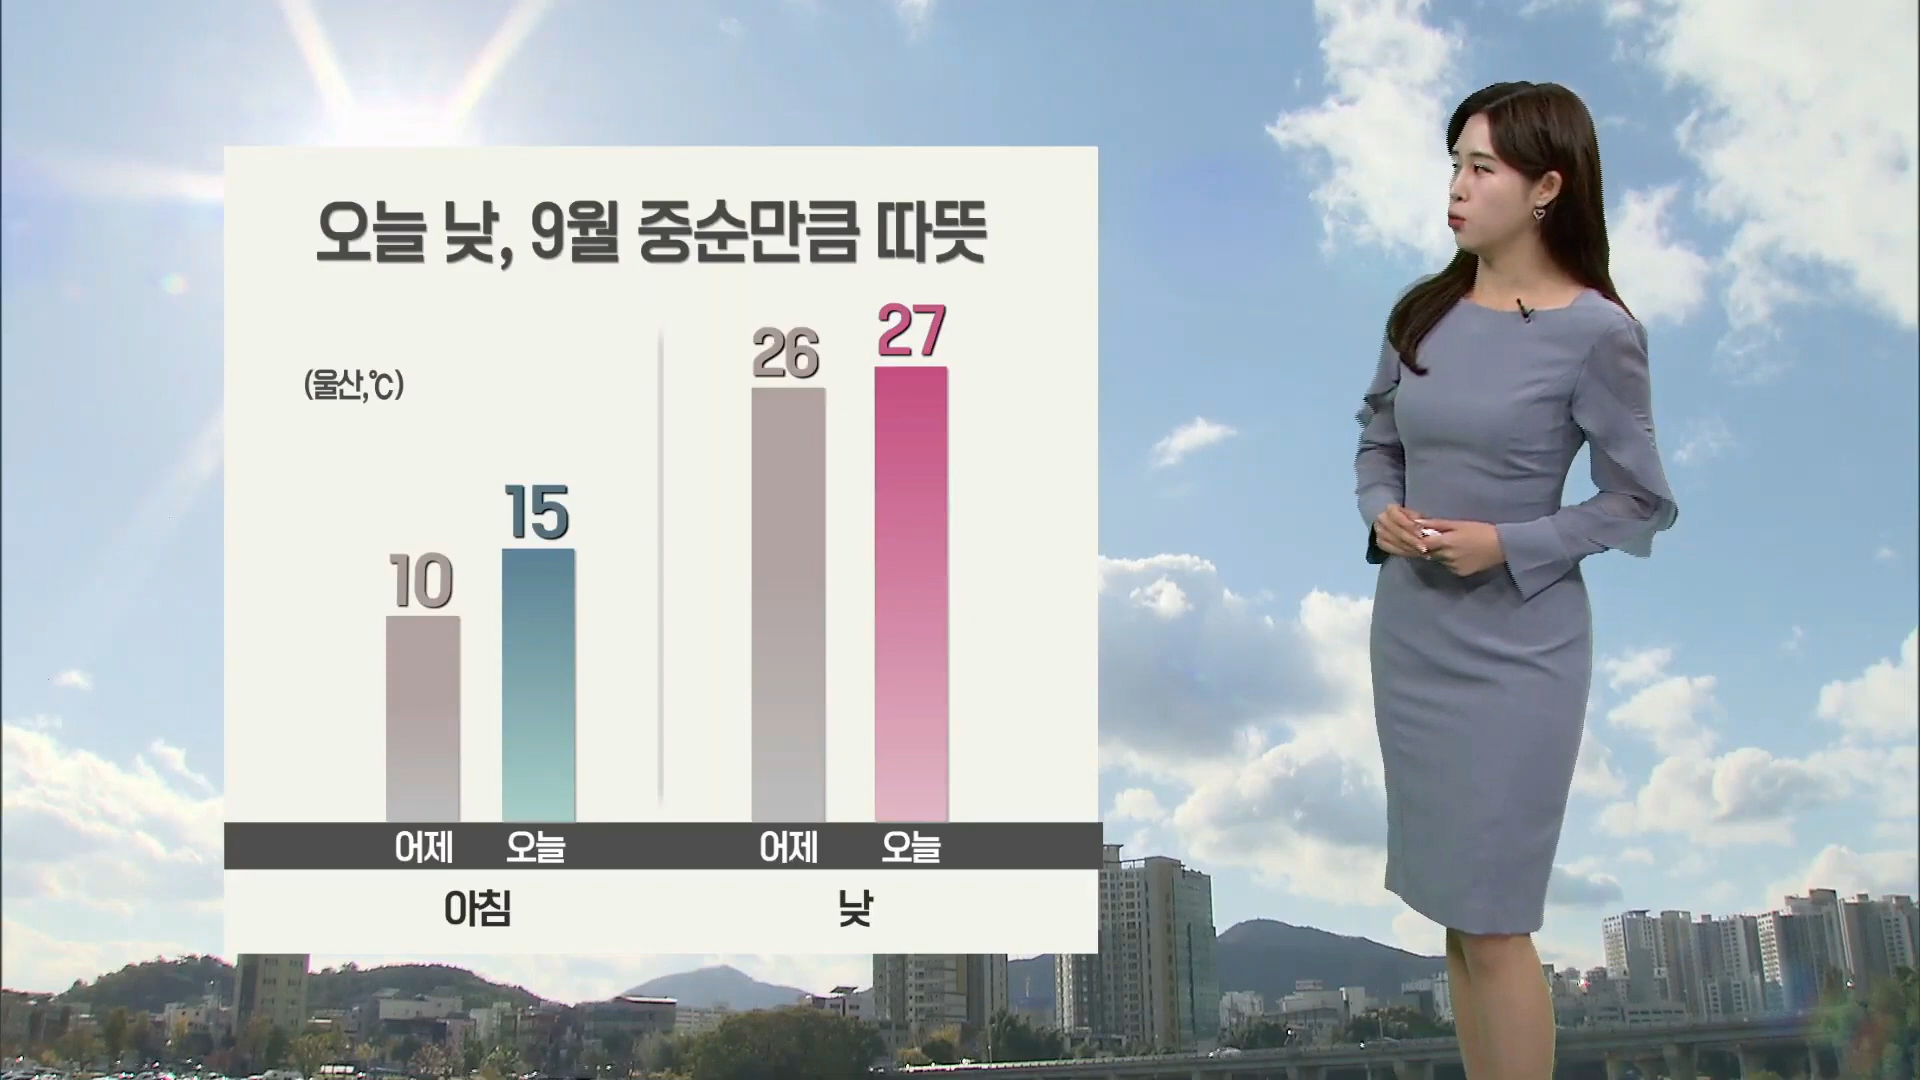 오늘 낮, 9월 중순만큼 따뜻
(울산,℃)
10
15
26
27
어제
오늘
어제
오늘
아침
낮